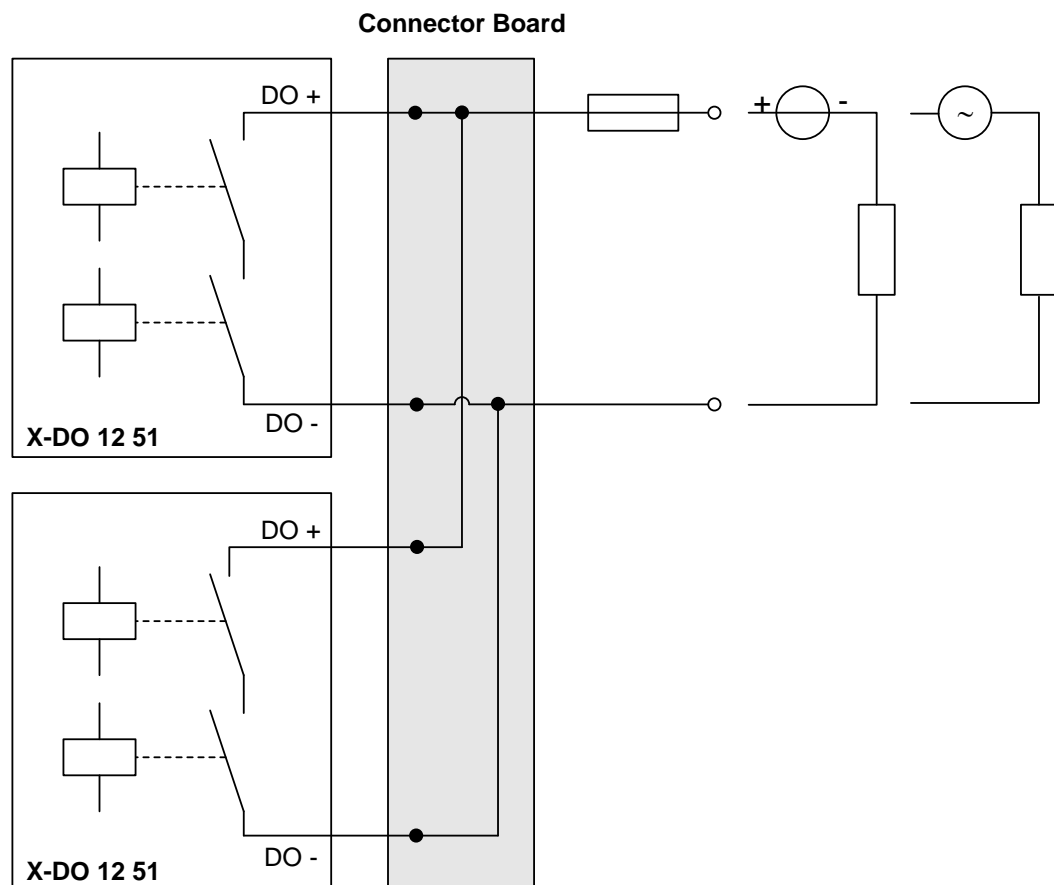 Connector Board
DO +
+ - ~
DO -
X-DO 12 51
DO +
DO -
X-DO 12 51